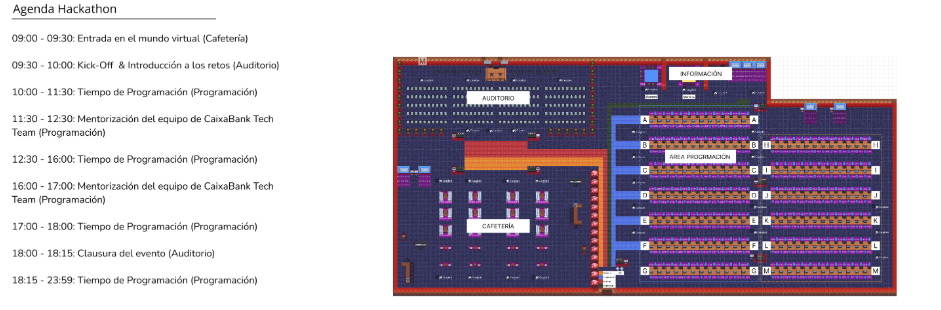 Agenda Hackathon
09:00 - 09:30: Entrada en el mundo virtual (Cafetería)
09:30 - 10:00: Kick-Off & Introducción a los retos (Auditorio)
10:00 - 11:30: Tiempo de Programación (Programación)
11:30 - 12:30: Mentorización del equipo de CaixaBank Tech
Team (Programación)
12:30 - 16:00: Tiempo de Programación (Programación)
16:00 - 17:00: Mentorización del equipo de CaixaBank Tech
Team (Programación)
17:00 - 18:00: Tiempo de Programación (Programación)
18:00 - 18:15: Clausura del evento (Auditorio)
18:15 - 23:59: Tiempo de Programación (Programación)
INFORMACIÓN
AUDITORIO
A A
B B H H
AREA PROGRMACIÓN
C C I I
D D J J
E E K K
CAFETERÍA
F F L L
G G M M